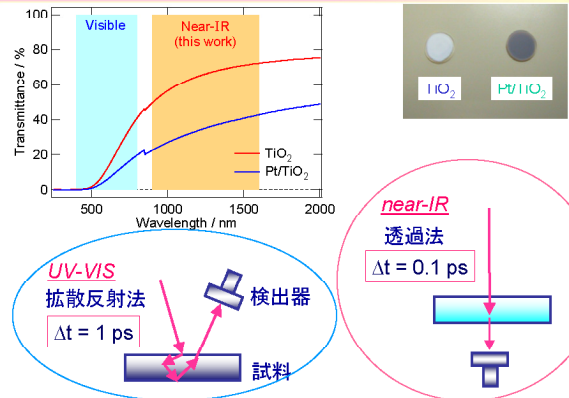 Visible
Near-IR
(this work)
Transmittance / %
100
80
60
40
20
0
TiO2
Pt/TiO2
500
1000
1500
2000
Wavelength / nm
TiO2
Pt/TiO2
UV-VIS
拡散反射法
Δt = 1 ps
検出器
試料
near-IR
透過法
Δt = 0.1 ps